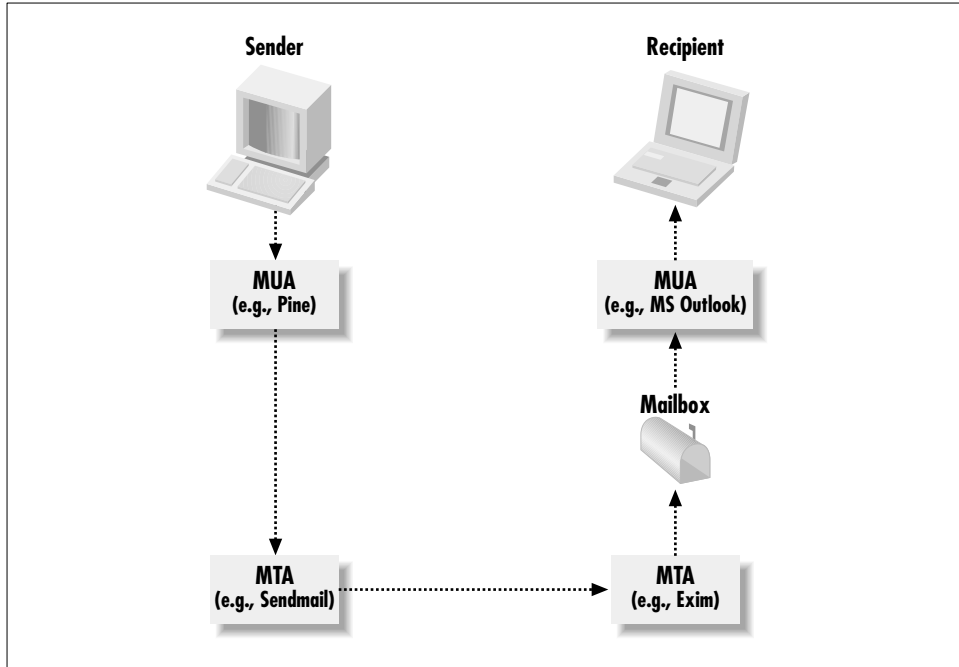 Sender
Recipient
MUA
(e.g., Pine)
MUA
(e.g., MS Outlook)
Mailbox
MTA
(e.g., Sendmail)
MTA
(e.g., Exim)